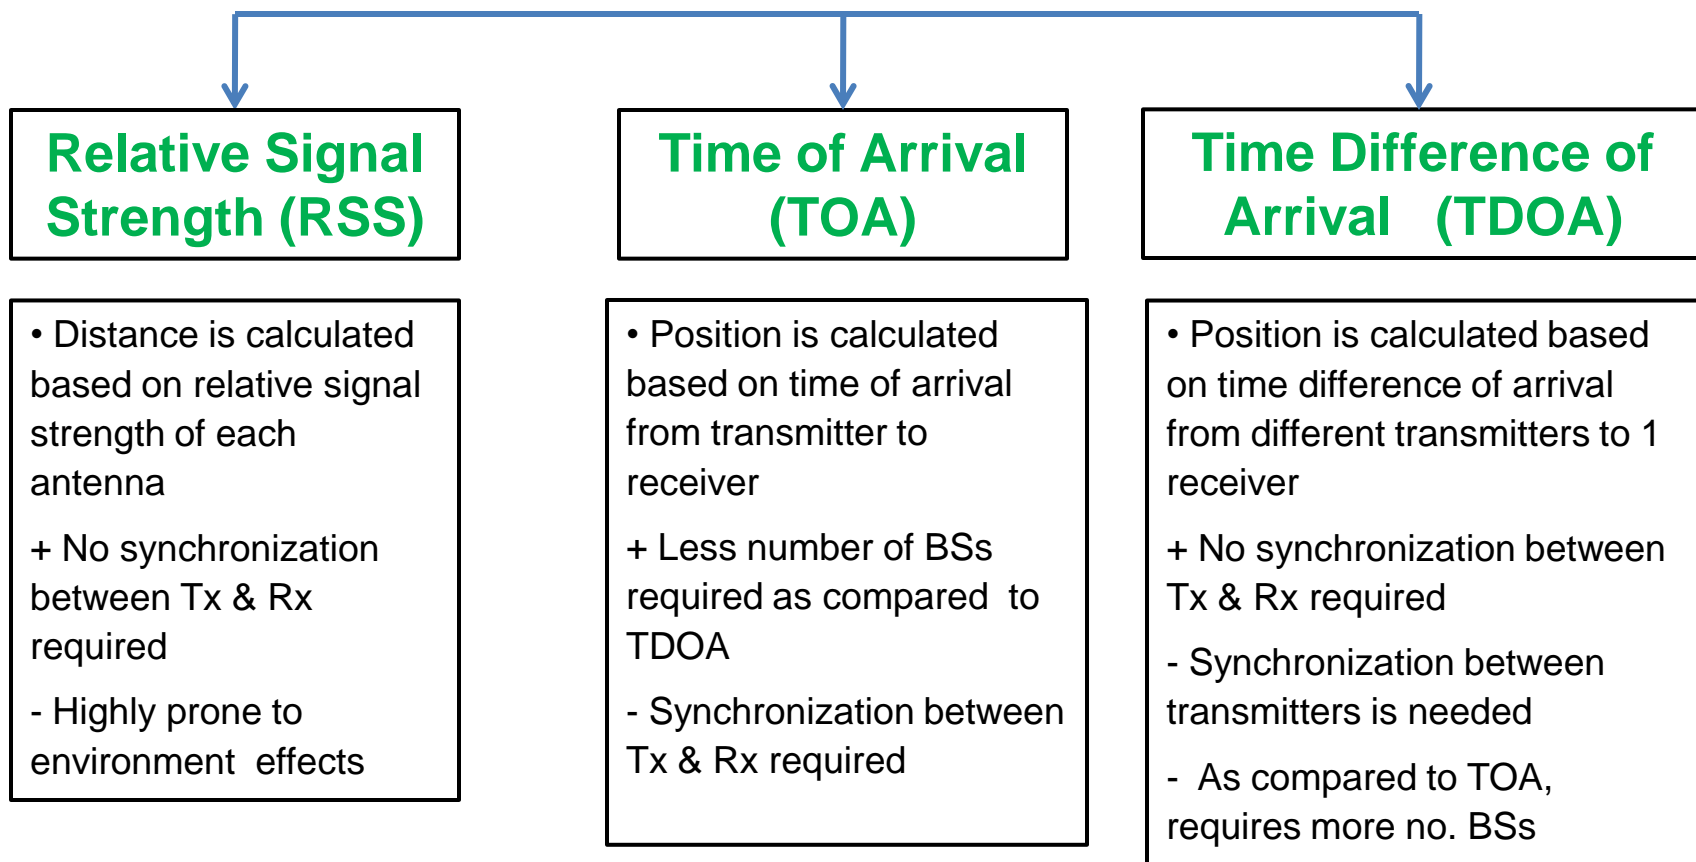 Relative Signal
Strength (RSS)
Time of Arrival
(TOA)
Time Difference of
Arrival (TDOA)
• Distance is calculated
based on relative signal
strength of each
antenna
+ No synchronization
between Tx & Rx
required
- Highly prone to
environment effects
• Position is calculated
based on time of arrival
from transmitter to
receiver
+ Less number of BSs
required as compared to
TDOA
- Synchronization between
Tx & Rx required
• Position is calculated based
on time difference of arrival
from different transmitters to 1
receiver
+ No synchronization between
Tx & Rx required
- Synchronization between
transmitters is needed
- As compared to TOA,
requires more no. BSs